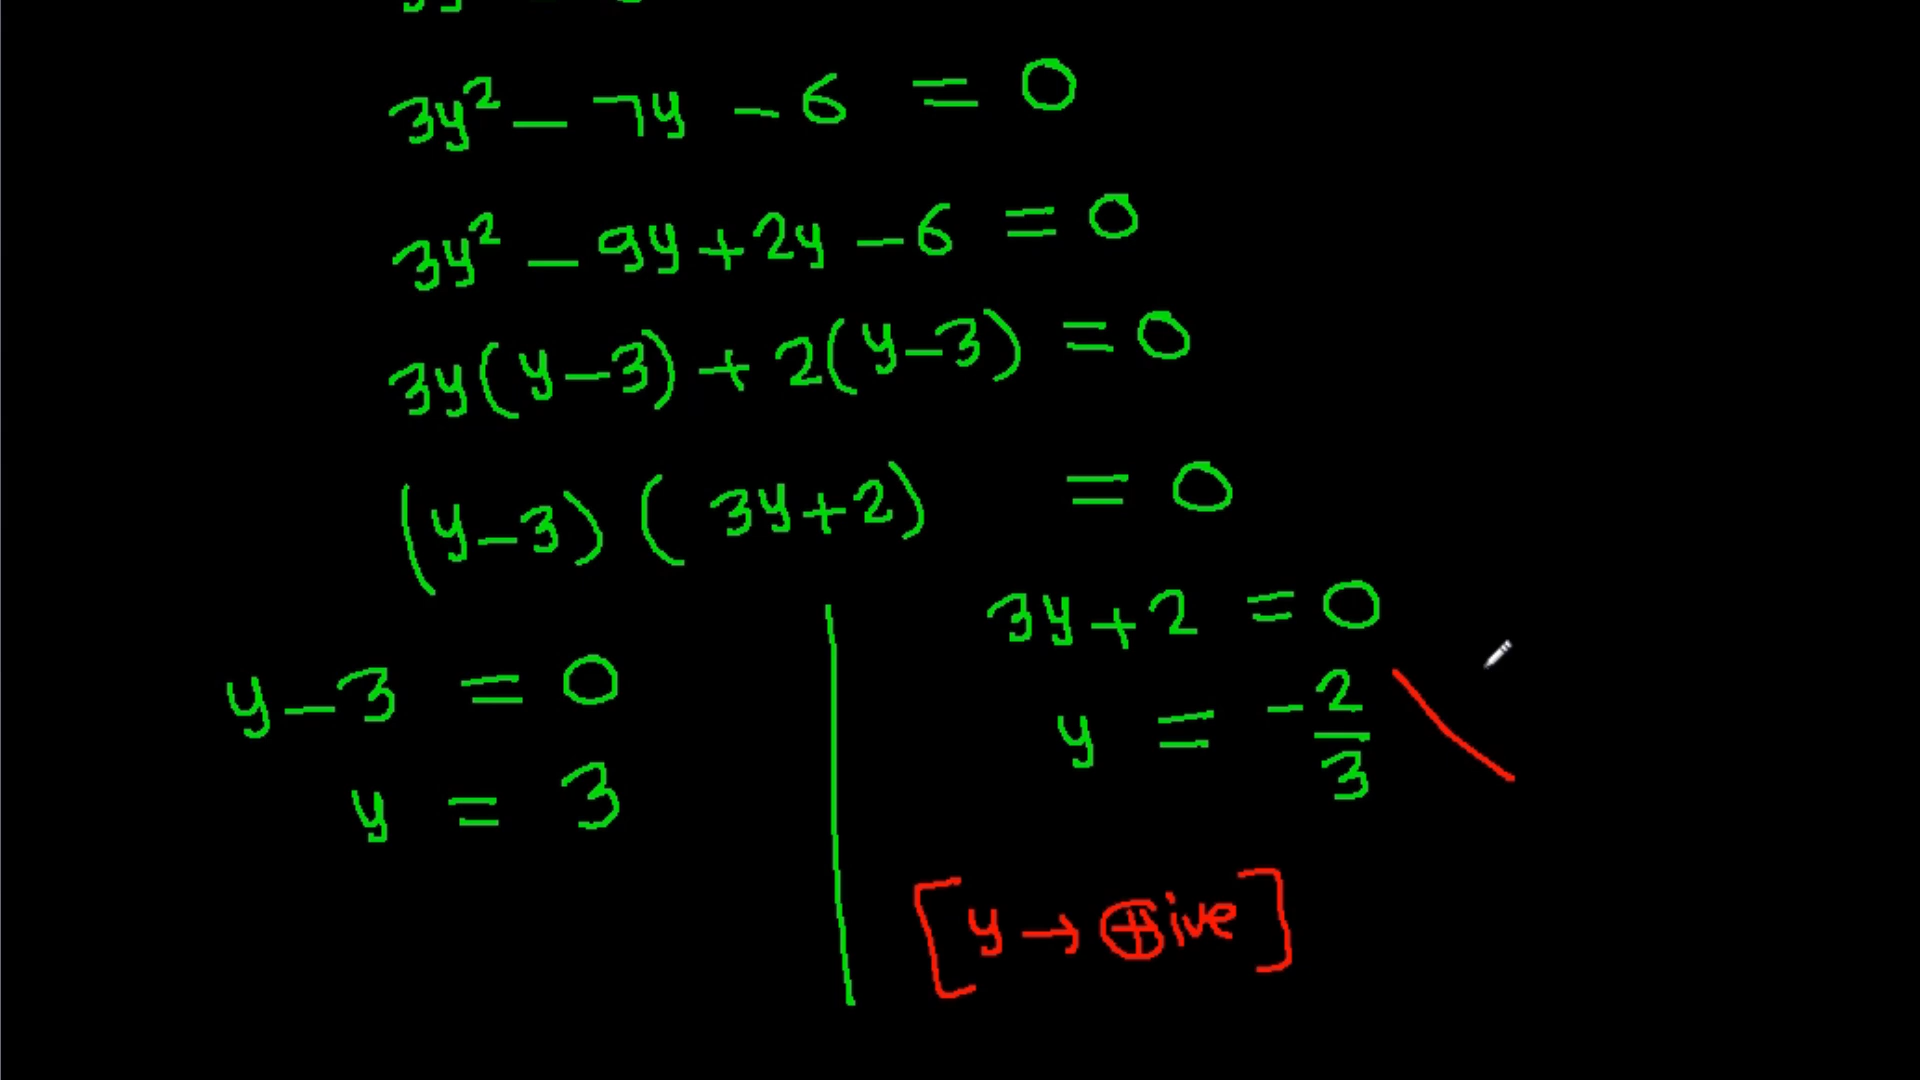 3y² - 7y - 6 = 0
3y² - 9y + 2y - 6 = 0
3y(y-3) + 2(y-3) = 0
(y-3) (3y+2) = 0
y-3 = 0
y = 3
3y+2 = 0
y = -2/3
[y → ⊕ive]